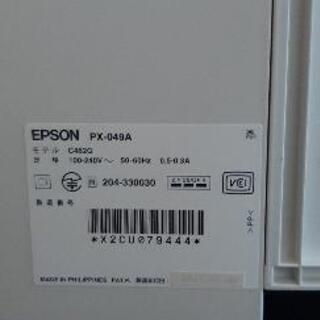 EPSON PX-049A
モデル C462Q
定格 100-240V～ 50-60Hz 0.5-0.3A
204-330030
VCCI
製造番号
*X2CU079444*
MADE IN PHILIPPINES